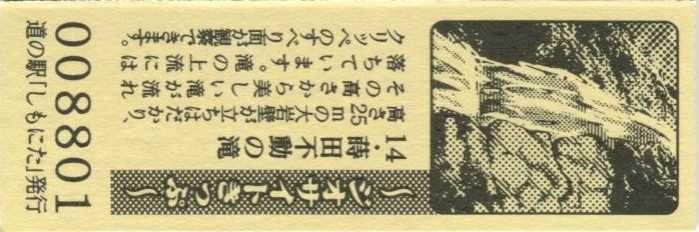 ~ジオサイトきっぷ~
14・蒔田不動の滝
高さ25mの大岩壁が立ちはだかり、
その高さから美しい滝が流れ
落ちています。滝の上流には
クリッペのすべり面が観察できます。
008801
道の駅「しもにた」発行